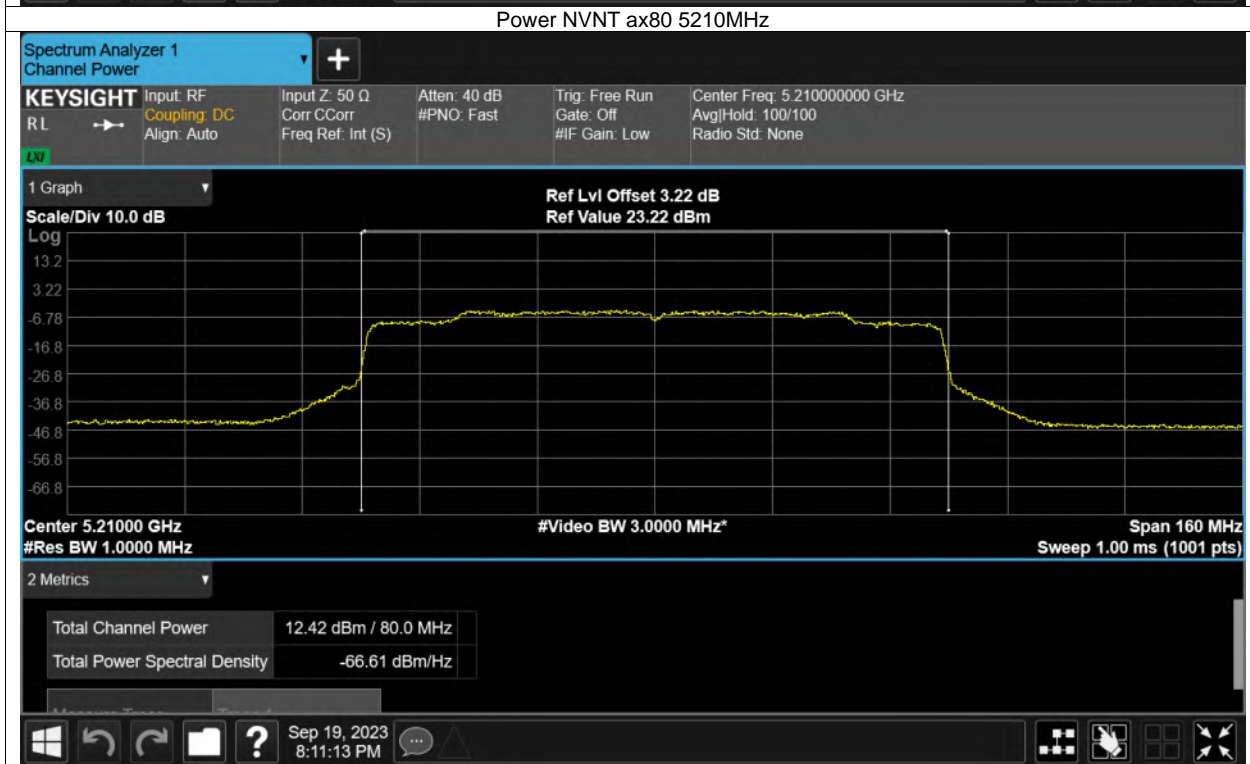 Power NVNT ax80 5210MHz
Spectrum Analyzer 1
Channel Power
KEYSIGHT
RL
LXI
Input: RF
Coupling: DC
Align: Auto
Input Z: 50 Ω
Corr CCorr
Freq Ref: Int (S)
Atten: 40 dB
#PNO: Fast
Trig: Free Run
Gate: Off
#IF Gain: Low
Center Freq: 5.210000000 GHz
Avg|Hold: 100/100
Radio Std: None
1 Graph
Scale/Div 10.0 dB
Ref Lvl Offset 3.22 dB
Ref Value 23.22 dBm
Log
13.2
3.22
-6.78
-16.8
-26.8
-36.8
-46.8
-56.8
-66.8
Center 5.21000 GHz
#Video BW 3.0000 MHz*
Span 160 MHz
#Res BW 1.0000 MHz
Sweep 1.00 ms (1001 pts)
2 Metrics
Total Channel Power 12.42 dBm / 80.0 MHz
Total Power Spectral Density -66.61 dBm/Hz
?
Sep 19, 2023
8:11:13 PM